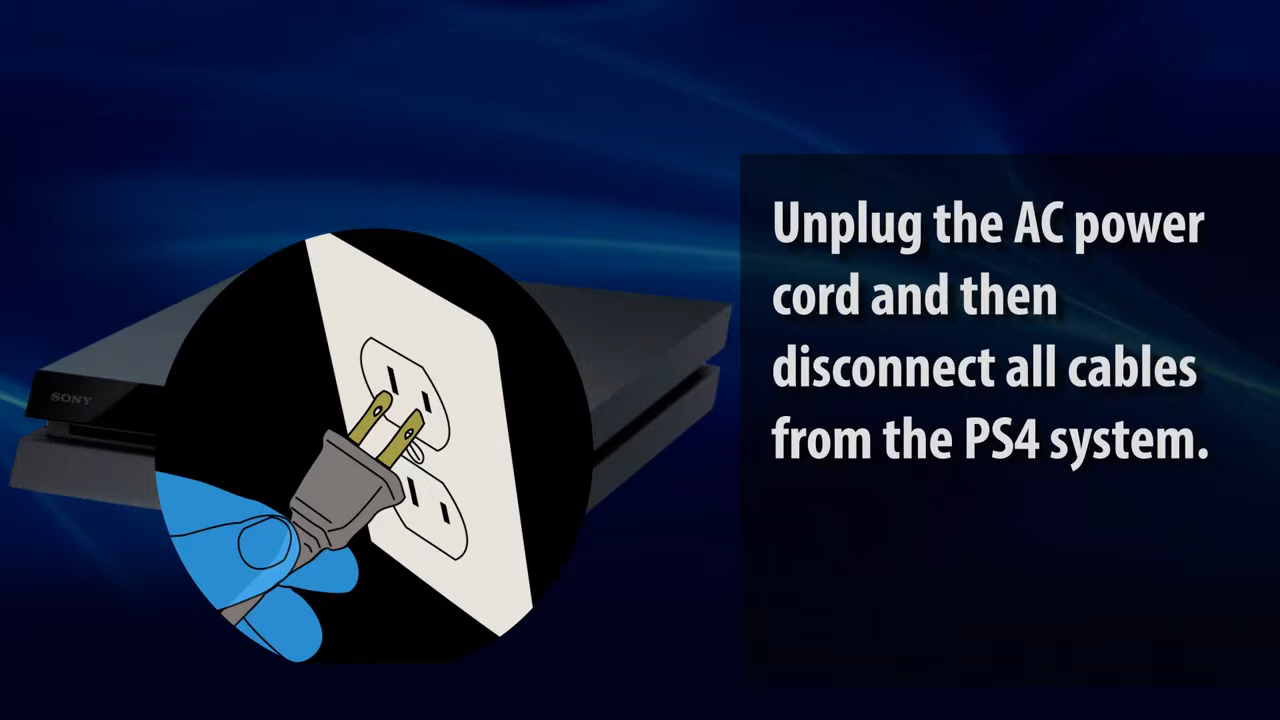 SONY
Unplug the AC power
cord and then
disconnect all cables
from the PS4 system.